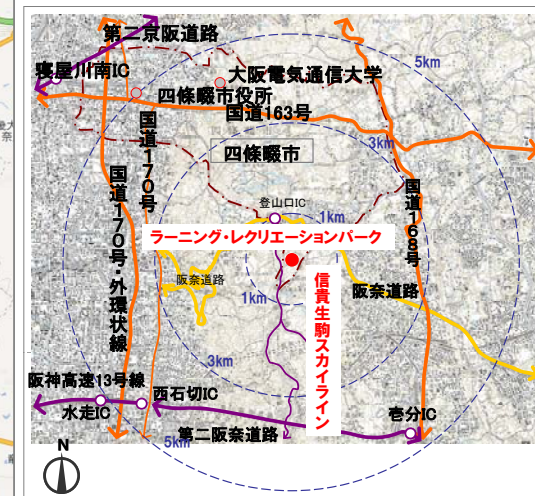 第二京阪道路
5km
寝屋川南IC
大阪電気通信大学
四條畷市役所
国道163号
国道170号
3km
四條畷市
国道170号・外環状線
国道168号
登山口IC
1km
ラーニング・レクリエーションパーク
阪奈道路
信貴生駒スカイライン
阪奈道路
1km
3km
阪神高速13号線
西石切IC
水走IC
壱分IC
第二阪奈道路
5km
N